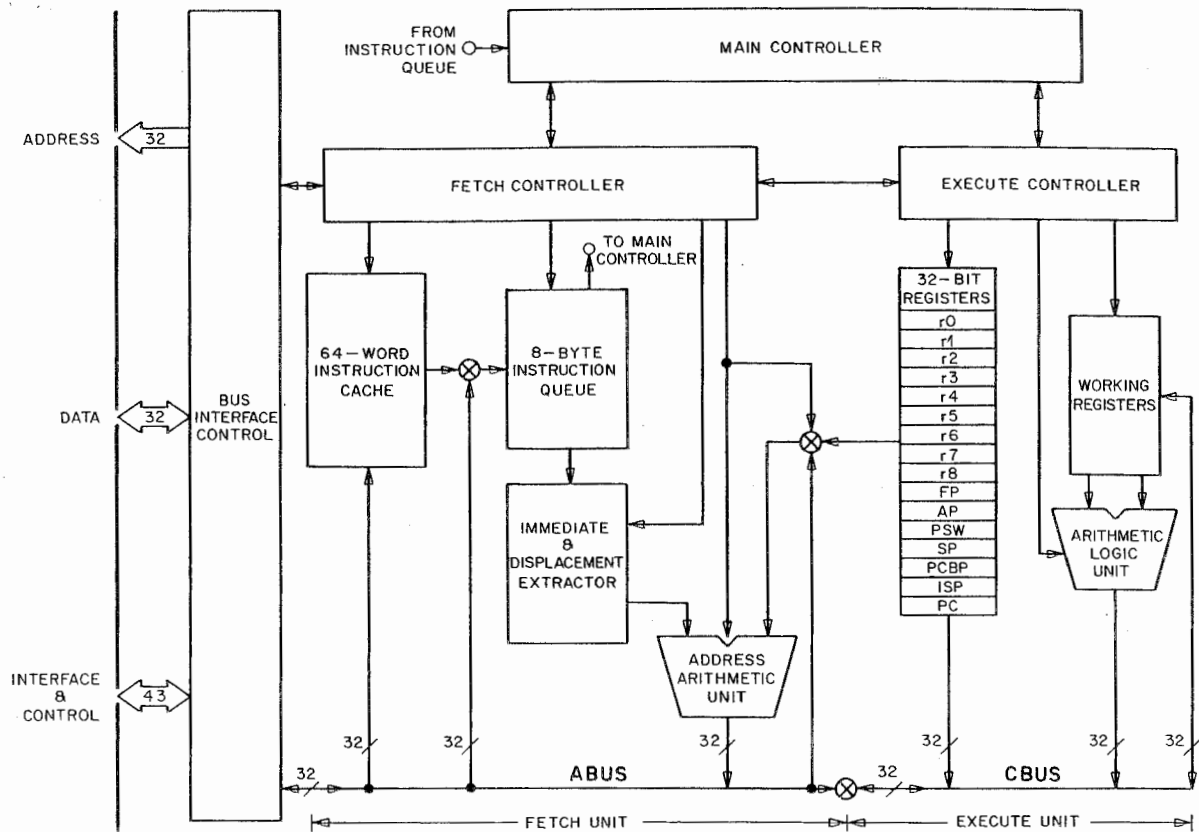 FROM
INSTRUCTION
QUEUE
MAIN CONTROLLER
ADDRESS
32
FETCH CONTROLLER
EXECUTE CONTROLLER
TO MAIN
CONTROLLER
32-BIT
REGISTERS
r0
r1
r2
r3
r4
r5
r6
r7
r8
FP
AP
PSW
SP
PCBP
ISP
PC
64-WORD
INSTRUCTION
CACHE
8-BYTE
INSTRUCTION
QUEUE
WORKING
REGISTERS
DATA
32
BUS
INTERFACE
CONTROL
IMMEDIATE
&
DISPLACEMENT
EXTRACTOR
ARITHMETIC
LOGIC
UNIT
ADDRESS
ARITHMETIC
UNIT
INTERFACE
&
CONTROL
43
32
32
32
32
32
32
32
ABUS
32
CBUS
FETCH UNIT
EXECUTE UNIT